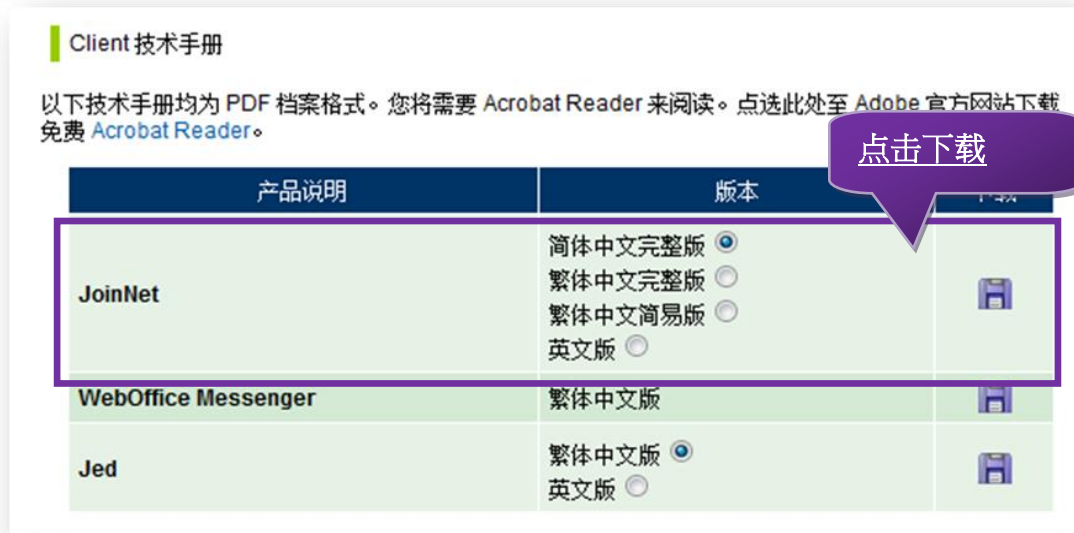 Client 技术手册
以下技术手册均为 PDF 档案格式。您将需要 Acrobat Reader 来阅读。点选此处至 Adobe 官方网站下载
免费 Acrobat Reader。
点击下载
产品说明 版本
JoinNet
简体中文完整版
繁体中文完整版
繁体中文简易版
英文版
WebOffice Messenger 繁体中文版
Jed
繁体中文版
英文版